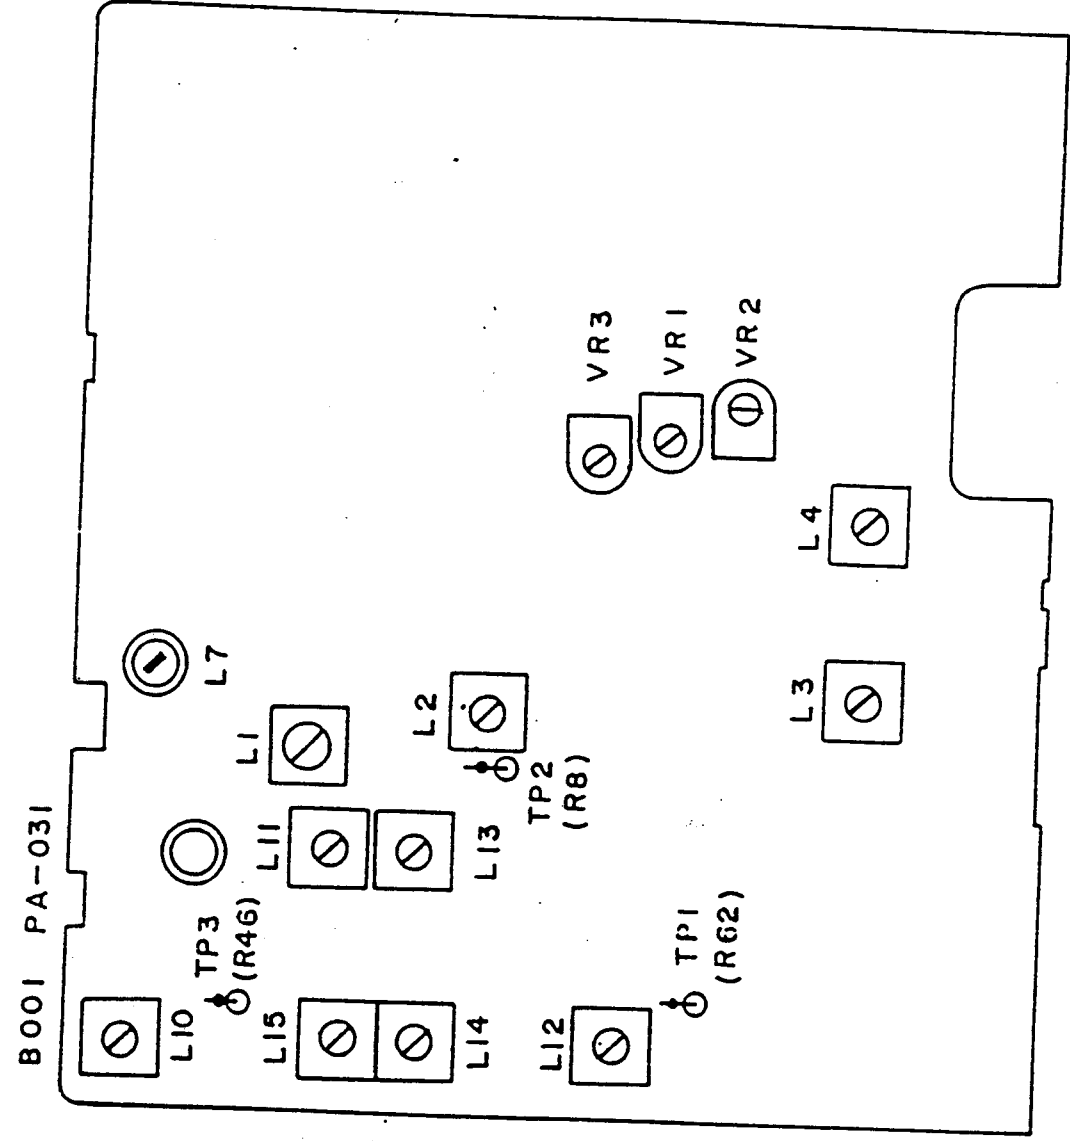 B001 PA-031
L10
TP3
(R46)
L7
L15
L11
L1
L14
L13
TP2
(R8)
L2
L12
TP1
(R62)
VR3
VR1
VR2
L3
L4